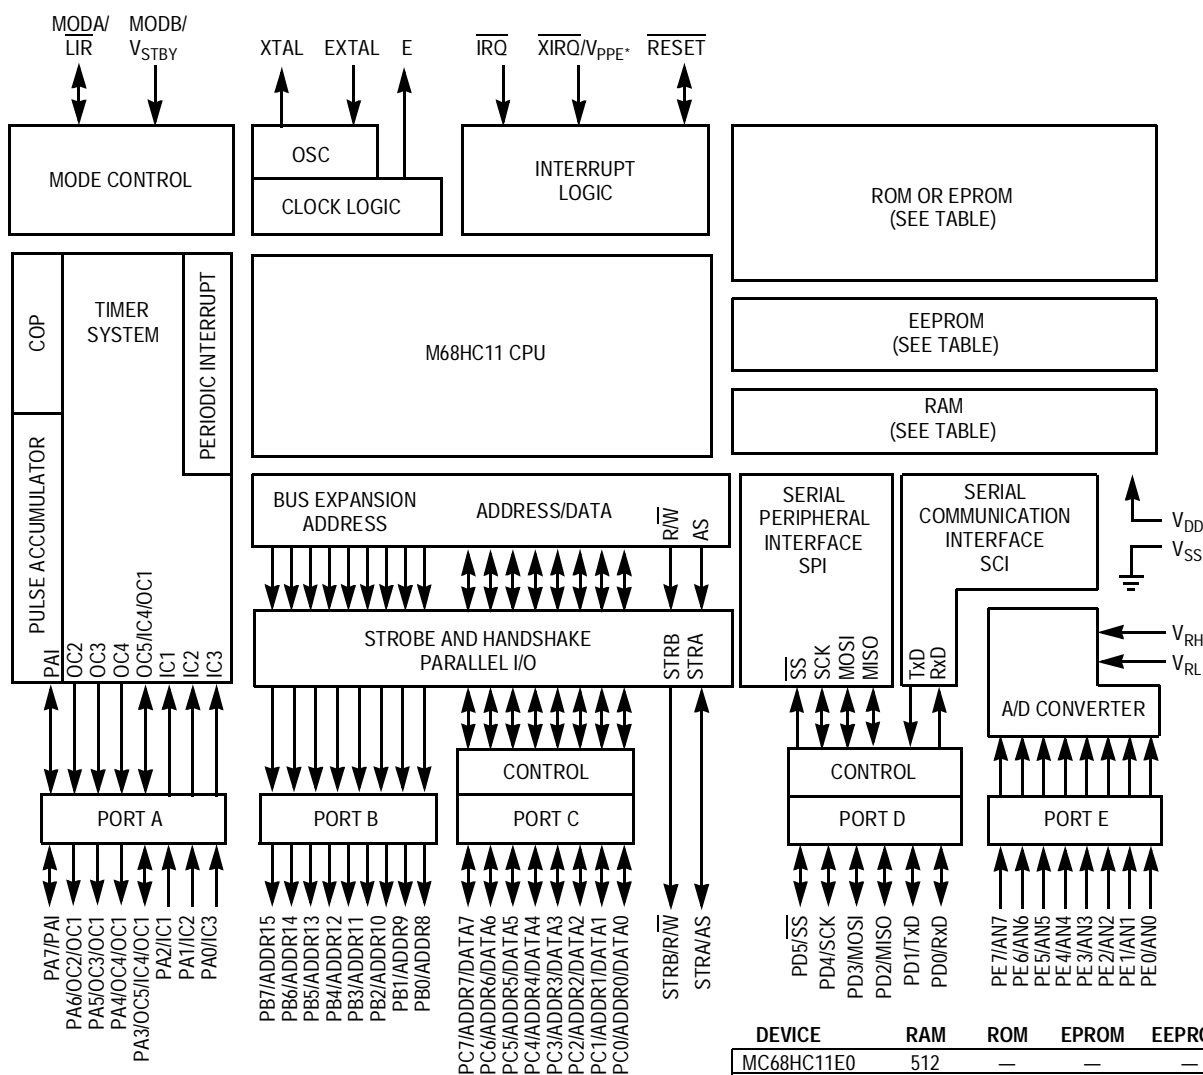 MODA/ MODB/
LIR VSTBY XTAL EXTAL E IRQ XIRQ/VPPE* RESET
MODE CONTROL
OSC
CLOCK LOGIC
INTERRUPT
LOGIC
ROM OR EPROM
(SEE TABLE)
COP
TIMER
SYSTEM
PERIODIC INTERRUPT
M68HC11 CPU
EEPROM
(SEE TABLE)
RAM
(SEE TABLE)
PULSE ACCUMULATOR
PAI
OC2
OC3
OC4
OC5/IC4/OC1
IC1
IC2
IC3
BUS EXPANSION
ADDRESS
ADDRESS/DATA
R/W
AS
STROBE AND HANDSHAKE
PARALLEL I/O
STRB
STRA
SERIAL
PERIPHERAL
INTERFACE
SPI
SS
SCK
MOSI
MISO
SERIAL
COMMUNICATION
INTERFACE
SCI
TxD
RxD
VDD
VSS
VRH
VRL
A/D CONVERTER
CONTROL
CONTROL
PORT A
PORT B
PORT C
PORT D
PORT E
PA7/PAI
PA6/OC2/OC1
PA5/OC3/OC1
PA4/OC4/OC1
PA3/OC5/IC4/OC1
PA2/IC1
PA1/IC2
PA0/IC3
PB7/ADDR15
PB6/ADDR14
PB5/ADDR13
PB4/ADDR12
PB3/ADDR11
PB2/ADDR10
PB1/ADDR9
PB0/ADDR8
PC7/ADDR7/DATA7
PC6/ADDR6/DATA6
PC5/ADDR5/DATA5
PC4/ADDR4/DATA4
PC3/ADDR3/DATA3
PC2/ADDR2/DATA2
PC1/ADDR1/DATA1
PC0/ADDR0/DATA0
STRB/R/W
STRA/AS
PD5/SS
PD4/SCK
PD3/MOSI
PD2/MISO
PD1/TxD
PD0/RxD
PE7/AN7
PE6/AN6
PE5/AN5
PE4/AN4
PE3/AN3
PE2/AN2
PE1/AN1
PE0/AN0
DEVICE RAM ROM EPROM
MC68HC11E0 512 — — —